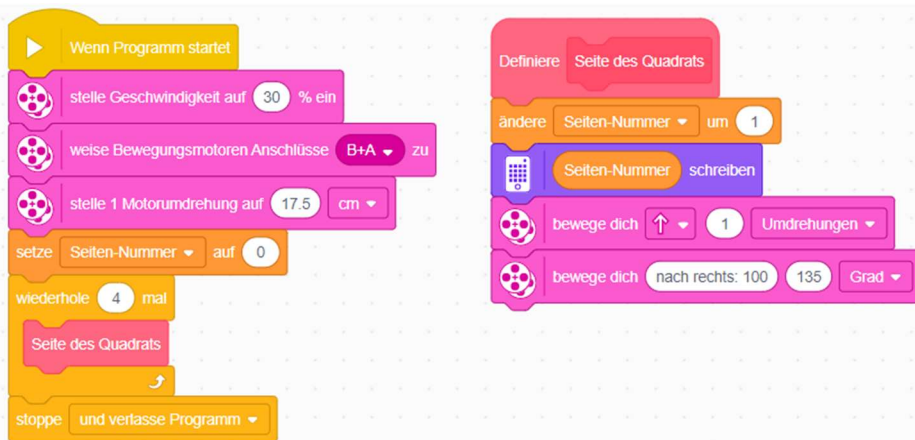 Wenn Programm startet
stelle Geschwindigkeit auf 30 % ein
weise Bewegungsmotoren Anschlüsse B+A zu
stelle 1 Motorumdrehung auf 17.5 cm
setze Seiten-Nummer auf 0
wiederhole 4 mal
Seite des Quadrats
stoppe und verlasse Programm
Definiere Seite des Quadrats
ändere Seiten-Nummer um 1
Seiten-Nummer schreiben
bewege dich 1 Umdrehungen
bewege dich nach rechts: 100 135 Grad